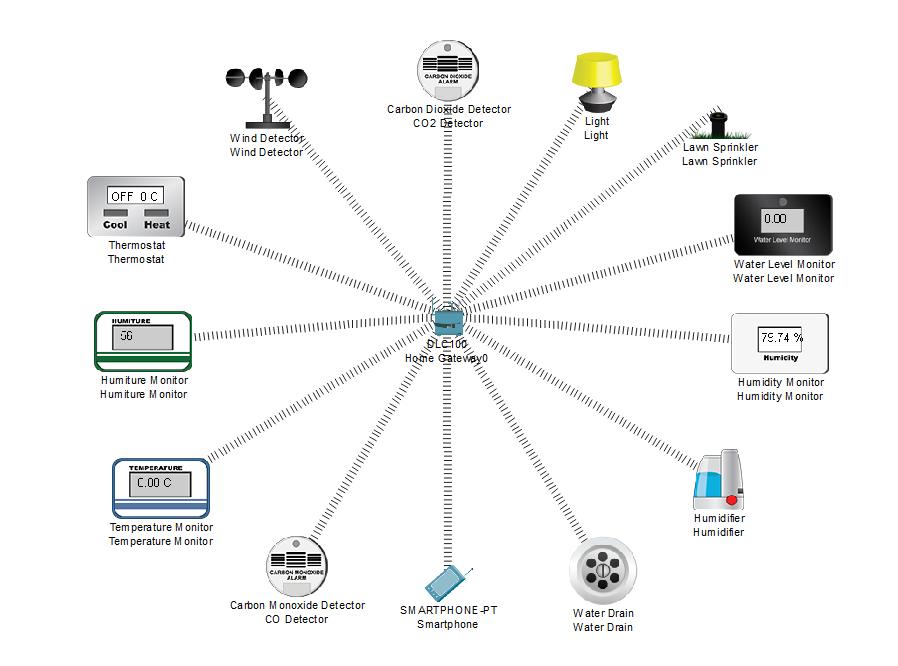 CARBON DIOXIDE
ALARM
Carbon Dioxide Detector
CO2 Detector
Light
Light
Wind Detector
Wind Detector
Lawn Sprinkler
Lawn Sprinkler
OFF 0 C
Cool Heat
Thermostat
Thermostat
0.00
Water Level Monitor
Water Level Monitor
Water Level Monitor
HUMITURE
56
Humiture Monitor
Humiture Monitor
DLC100
Home Gateway0
79.74 %
Humidity
Humidity Monitor
Humidity Monitor
TEMPERATURE
0.00 C
Temperature Monitor
Temperature Monitor
Humidifier
Humidifier
CARBON MONOXIDE
ALARM
Carbon Monoxide Detector
CO Detector
SMARTPHONE-PT
Smartphone
Water Drain
Water Drain